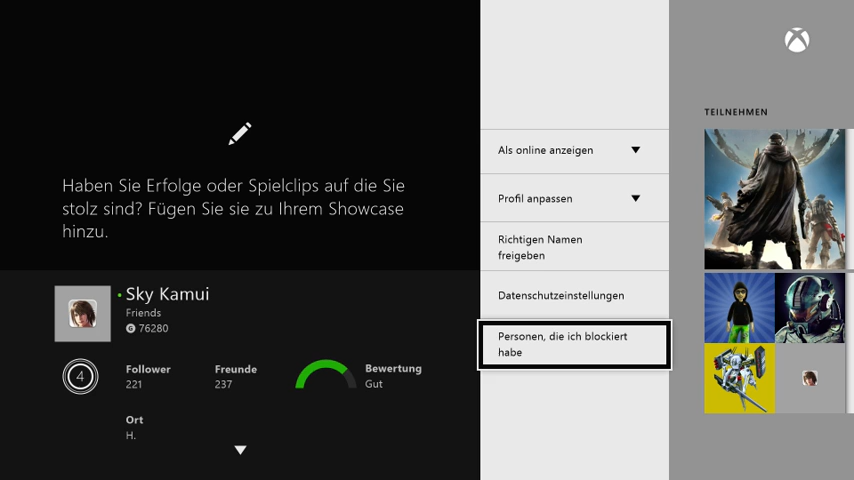 Haben Sie Erfolge oder Spielclips auf die Sie
stolz sind? Fügen Sie sie zu Ihrem Showcase
hinzu.
Sky Kamui
Friends
G 76280
4
Follower
221
Freunde
237
Bewertung
Gut
Ort
H.
Als online anzeigen
Profil anpassen
Richtigen Namen
freigeben
Datenschutzeinstellungen
Personen, die ich blockiert
habe
TEILNEHMEN